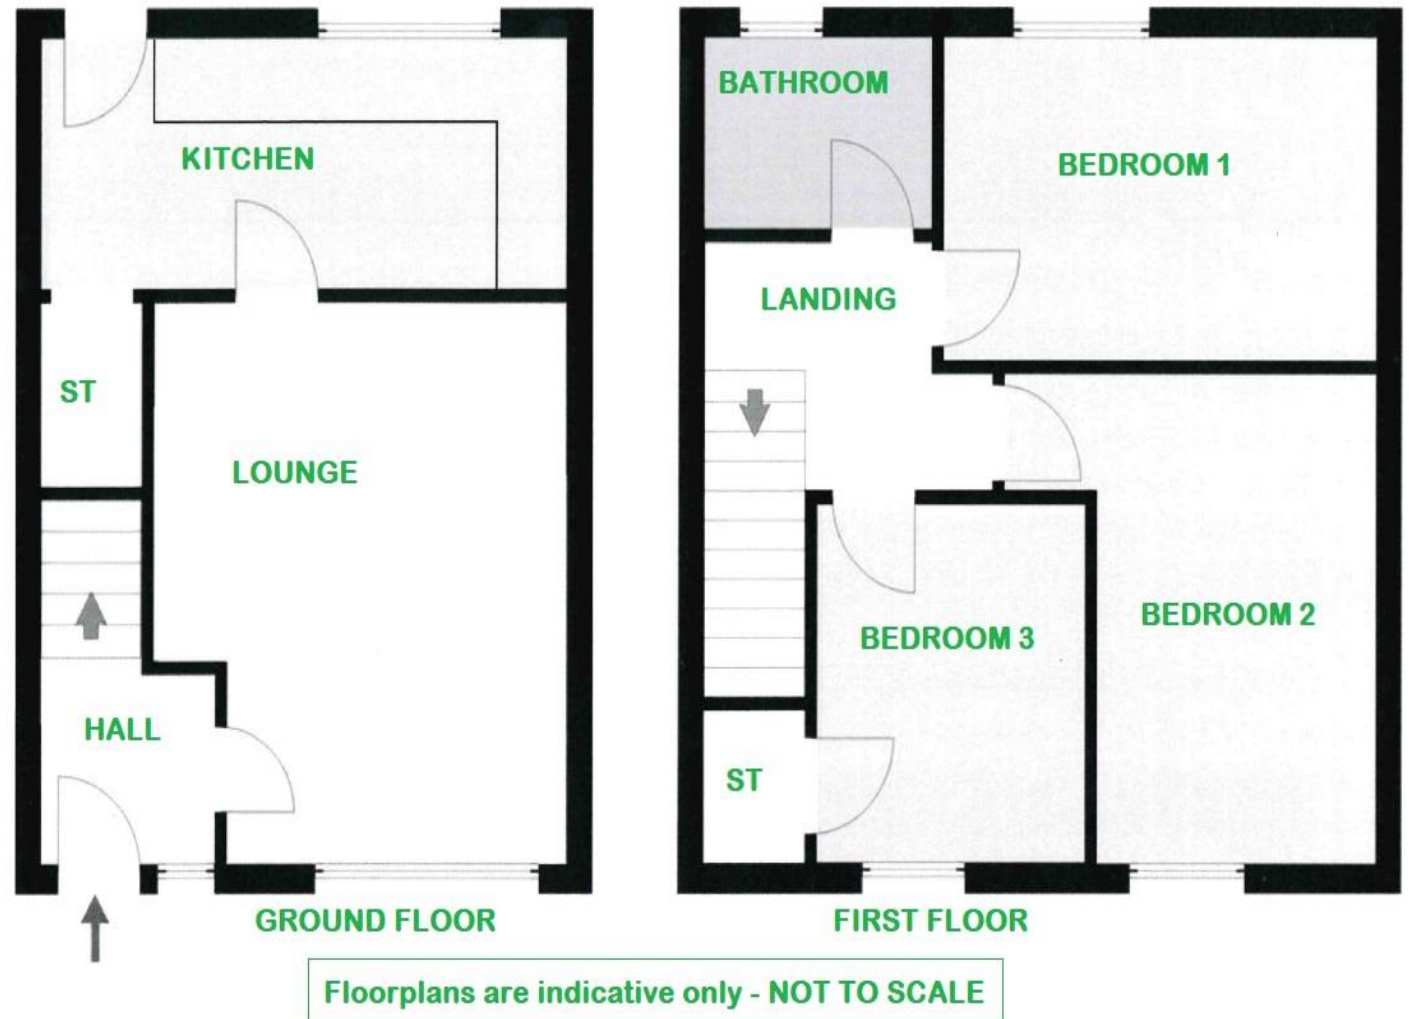 KITCHEN
ST
LOUNGE
HALL
GROUND FLOOR
BATHROOM
BEDROOM 1
LANDING
BEDROOM 2
BEDROOM 3
ST
FIRST FLOOR
Floorplans are indicative only - NOT TO SCALE